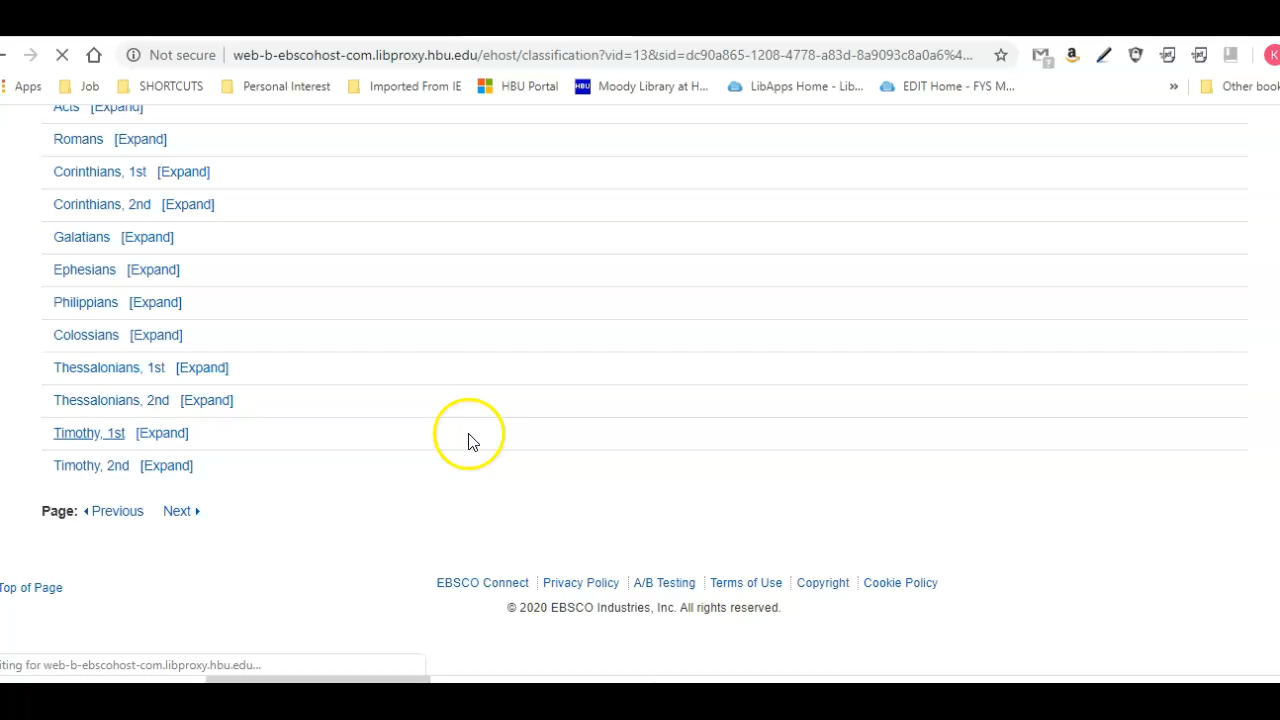 Not secure web-b-ebscohost-com.libproxy.hbu.edu/ehost/classification?vid=13&sid=dc90a865-1208-4778-a83d-8a9093c8a0a6%4...
Apps Job SHORTCUTS Personal Interest Imported From IE HBU Portal HBU Moody Library at H... LibApps Home - Lib... EDIT Home - FYS M... » Other book
Acts [Expand]
Romans [Expand]
Corinthians, 1st [Expand]
Corinthians, 2nd [Expand]
Galatians [Expand]
Ephesians [Expand]
Philippians [Expand]
Colossians [Expand]
Thessalonians, 1st [Expand]
Thessalonians, 2nd [Expand]
Timothy, 1st [Expand]
Timothy, 2nd [Expand]
Page: Previous Next
EBSCO Connect Privacy Policy A/B Testing Terms of Use Copyright Cookie Policy
Top of Page
© 2020 EBSCO Industries, Inc. All rights reserved.
iting for web-b-ebscohost-com.libproxy.hbu.edu...